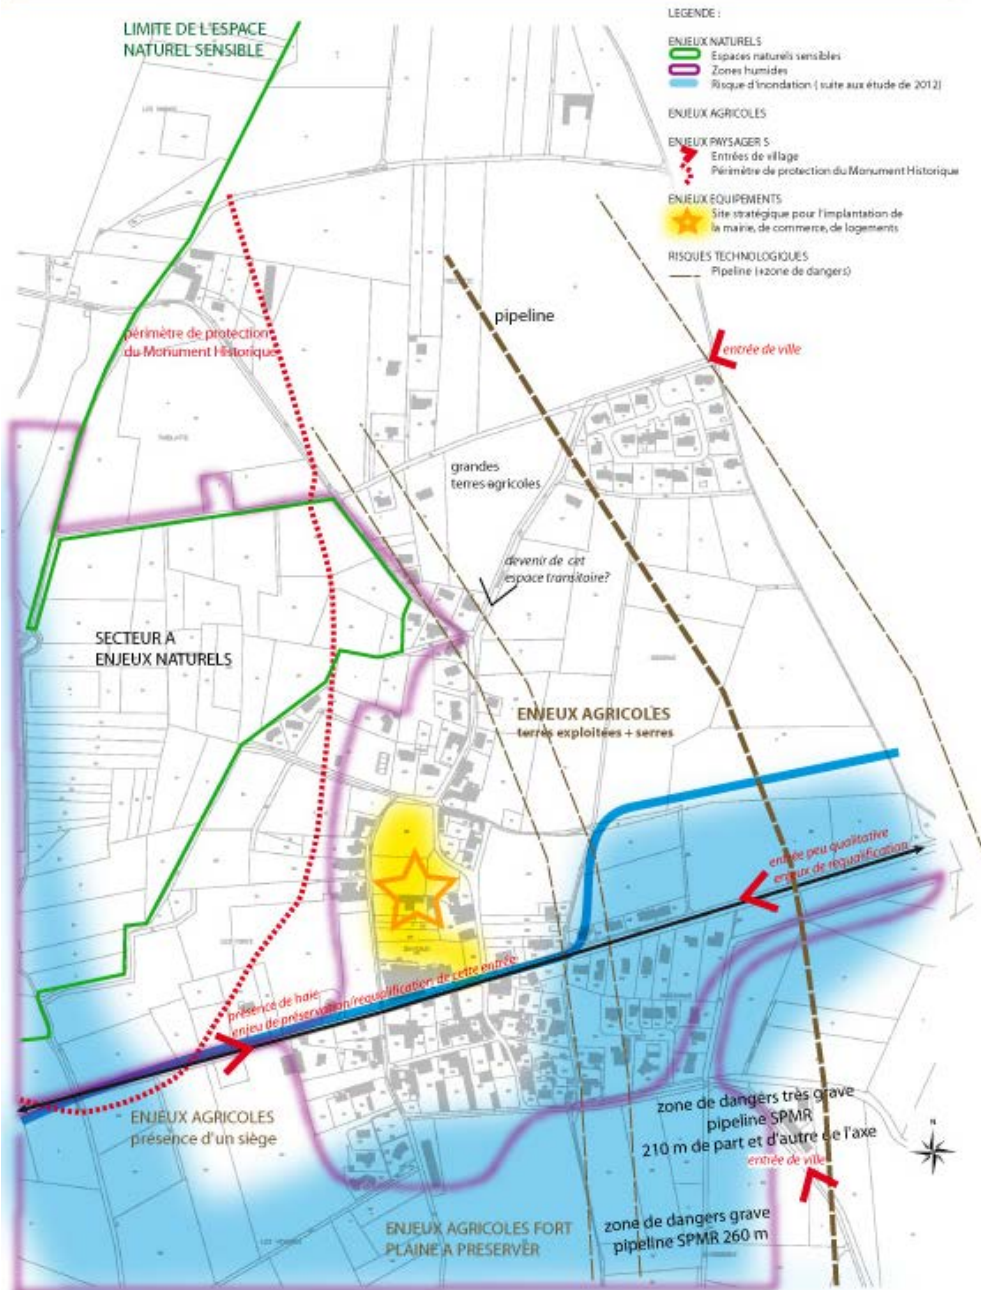 LIMITE DE L'ESPACE
NATUREL SENSIBLE
LEGENDE :
ENJEUX NATURELS
Espaces naturels sensibles
Zones humides
Risque d'inondation ( suite aux étude de 2012)
ENJEUX AGRICOLES
ENJEUX PAYSAGER S
Entrées de village
Périmètre de protection du Monument Historique
ENJEUX EQUIPEMENTS
Site stratégique pour l'implantation de
la mairie, de commerce, de logements
RISQUES TECHNOLOGIQUES
Pipeline (+zone de dangers)
pipeline
périmètre de protection
du Monument Historique
entrée de ville
grandes
terres agricoles
devenir de cet
espace transitoire?
SECTEUR A
ENJEUX NATURELS
ENJEUX AGRICOLES
terres exploitées + serres
entrée peu qualitative
enjeux de requalification
présence de haie
enjeu de préservation/requalification de cette entrée
ENJEUX AGRICOLES
présence d'un siège
zone de dangers très grave
pipeline SPMR
210 m de part et d'autre de l'axe
N
entrée de ville
ENJEUX AGRICOLES FORT
PLAINE A PRESERVER
zone de dangers grave
pipeline SPMR 260 m